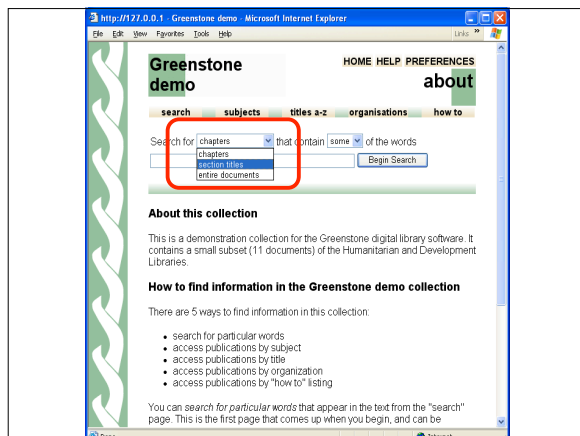 http://127.0.0.1 - Greenstone demo - Microsoft Internet Explorer
File Edit View Favorites Tools Help Links »
Greenstone demo
HOME HELP PREFERENCES
about
search subjects titles a-z organisations how to
Search for chapters that contain some of the words
chapters
section titles
entire documents
Begin Search
About this collection
This is a demonstration collection for the Greenstone digital library software. It
contains a small subset (11 documents) of the Humanitarian and Development
Libraries.
How to find information in the Greenstone demo collection
There are 5 ways to find information in this collection:
• search for particular words
• access publications by subject
• access publications by title
• access publications by organization
• access publications by "how to" listing
You can search for particular words that appear in the text from the "search"
page. This is the first page that comes up when you begin, and can be